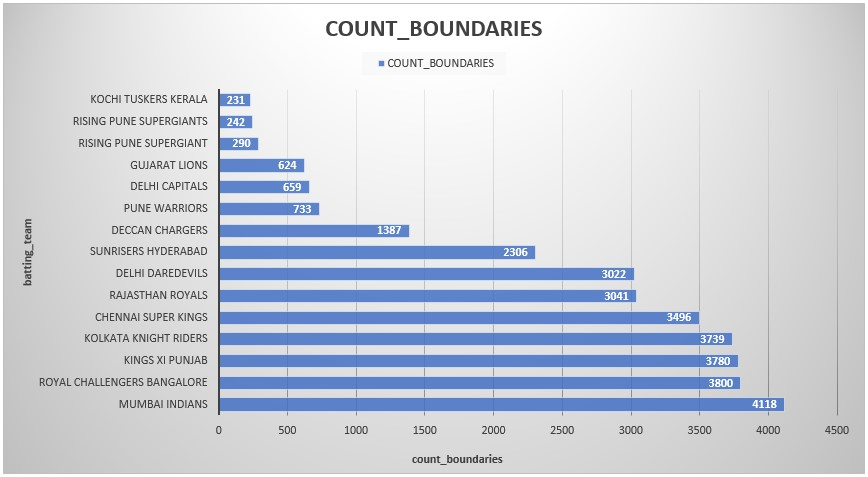 COUNT_BOUNDARIES
COUNT_BOUNDARIES
KOCHI TUSKERS KERALA 231
RISING PUNE SUPERGIANTS 242
RISING PUNE SUPERGIANT 290
GUJARAT LIONS 624
DELHI CAPITALS 659
PUNE WARRIORS 733
DECCAN CHARGERS 1387
SUNRISERS HYDERABAD 2306
DELHI DAREDEVILS 3022
RAJASTHAN ROYALS 3041
CHENNAI SUPER KINGS 3496
KOLKATA KNIGHT RIDERS 3739
KINGS XI PUNJAB 3780
ROYAL CHALLENGERS BANGALORE 3800
MUMBAI INDIANS 4118
batting_team
0 500 1000 1500 2000 2500 3000 3500 4000 4500
count_boundaries